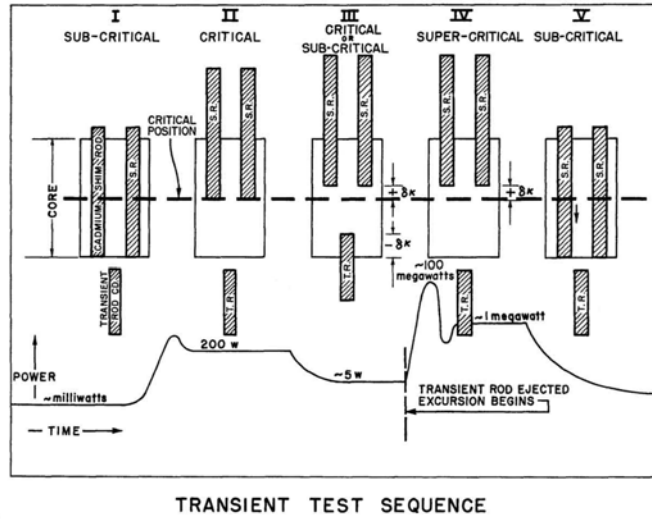 I
SUB-CRITICAL
II
CRITICAL
III
CRITICAL
OR
SUB-CRITICAL
IV
SUPER-CRITICAL
V
SUB-CRITICAL
CRITICAL
POSITION
CORE
CADMIUM SHIM ROD
S.R.
S.R.
S.R.
S.R.
S.R.
S.R.
S.R.
S.R.
S.R.
+ δκ
- δκ
+ δκ
TRANSIENT
ROD CD.
T.R.
T.R.
T.R.
T.R.
~100
megawatts
~1 megawatt
200 w
~5 w
POWER
~milliwatts
TIME
TRANSIENT ROD EJECTED
EXCURSION BEGINS
TRANSIENT TEST SEQUENCE